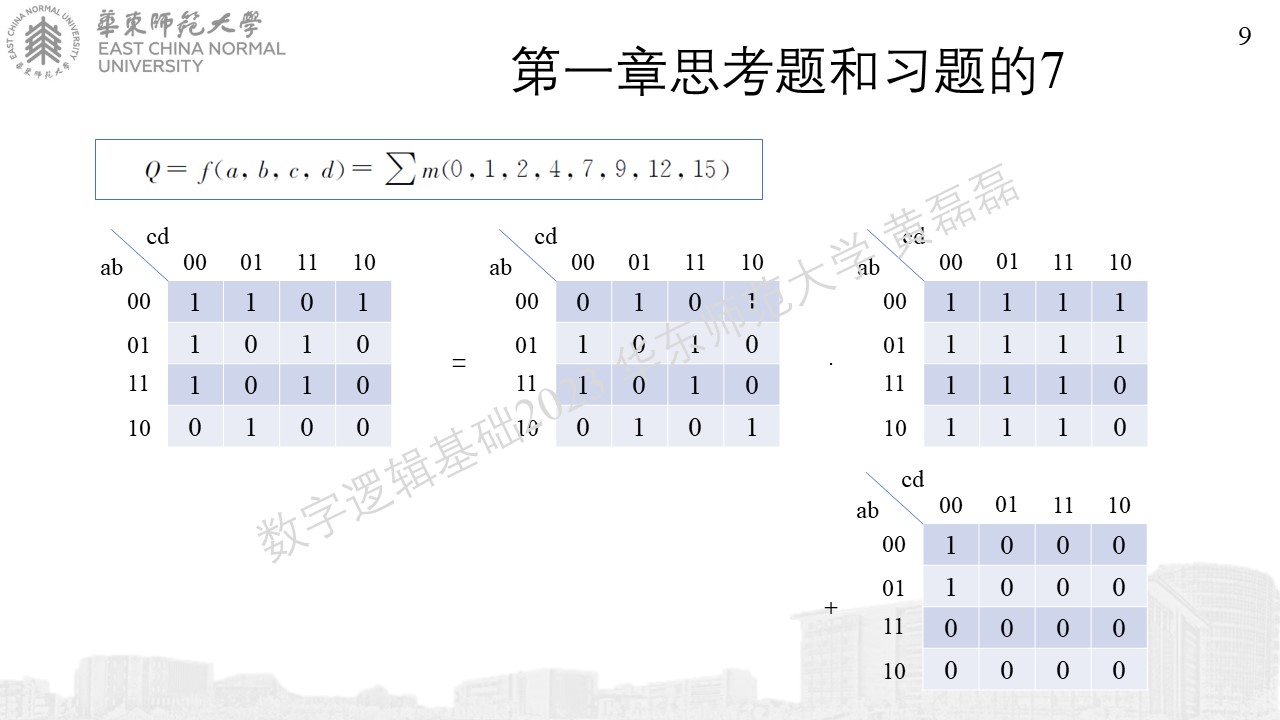 華東師範大學
EAST CHINA NORMAL
UNIVERSITY
EAST CHINA NORMAL UNIVERSITY
華東师范大學
9
第一章思考题和习题的7
Q = f(a, b, c, d) = ∑ m(0, 1, 2, 4, 7, 9, 12, 15)
cd
ab 00 01 11 10
00 1 1 0 1
01 1 0 1 0
11 1 0 1 0
10 0 1 0 0
=
cd
ab 00 01 11 10
00 0 1 0 1
01 1 0 1 0
11 1 0 1 0
10 0 1 0 1
·
cd
ab 00 01 11 10
00 1 1 1 1
01 1 1 1 1
11 1 1 1 0
10 1 1 1 0
+
cd
ab 00 01 11 10
00 1 0 0 0
01 1 0 0 0
11 0 0 0 0
10 0 0 0 0
数字逻辑基础2023 华东师范大学 黄磊磊